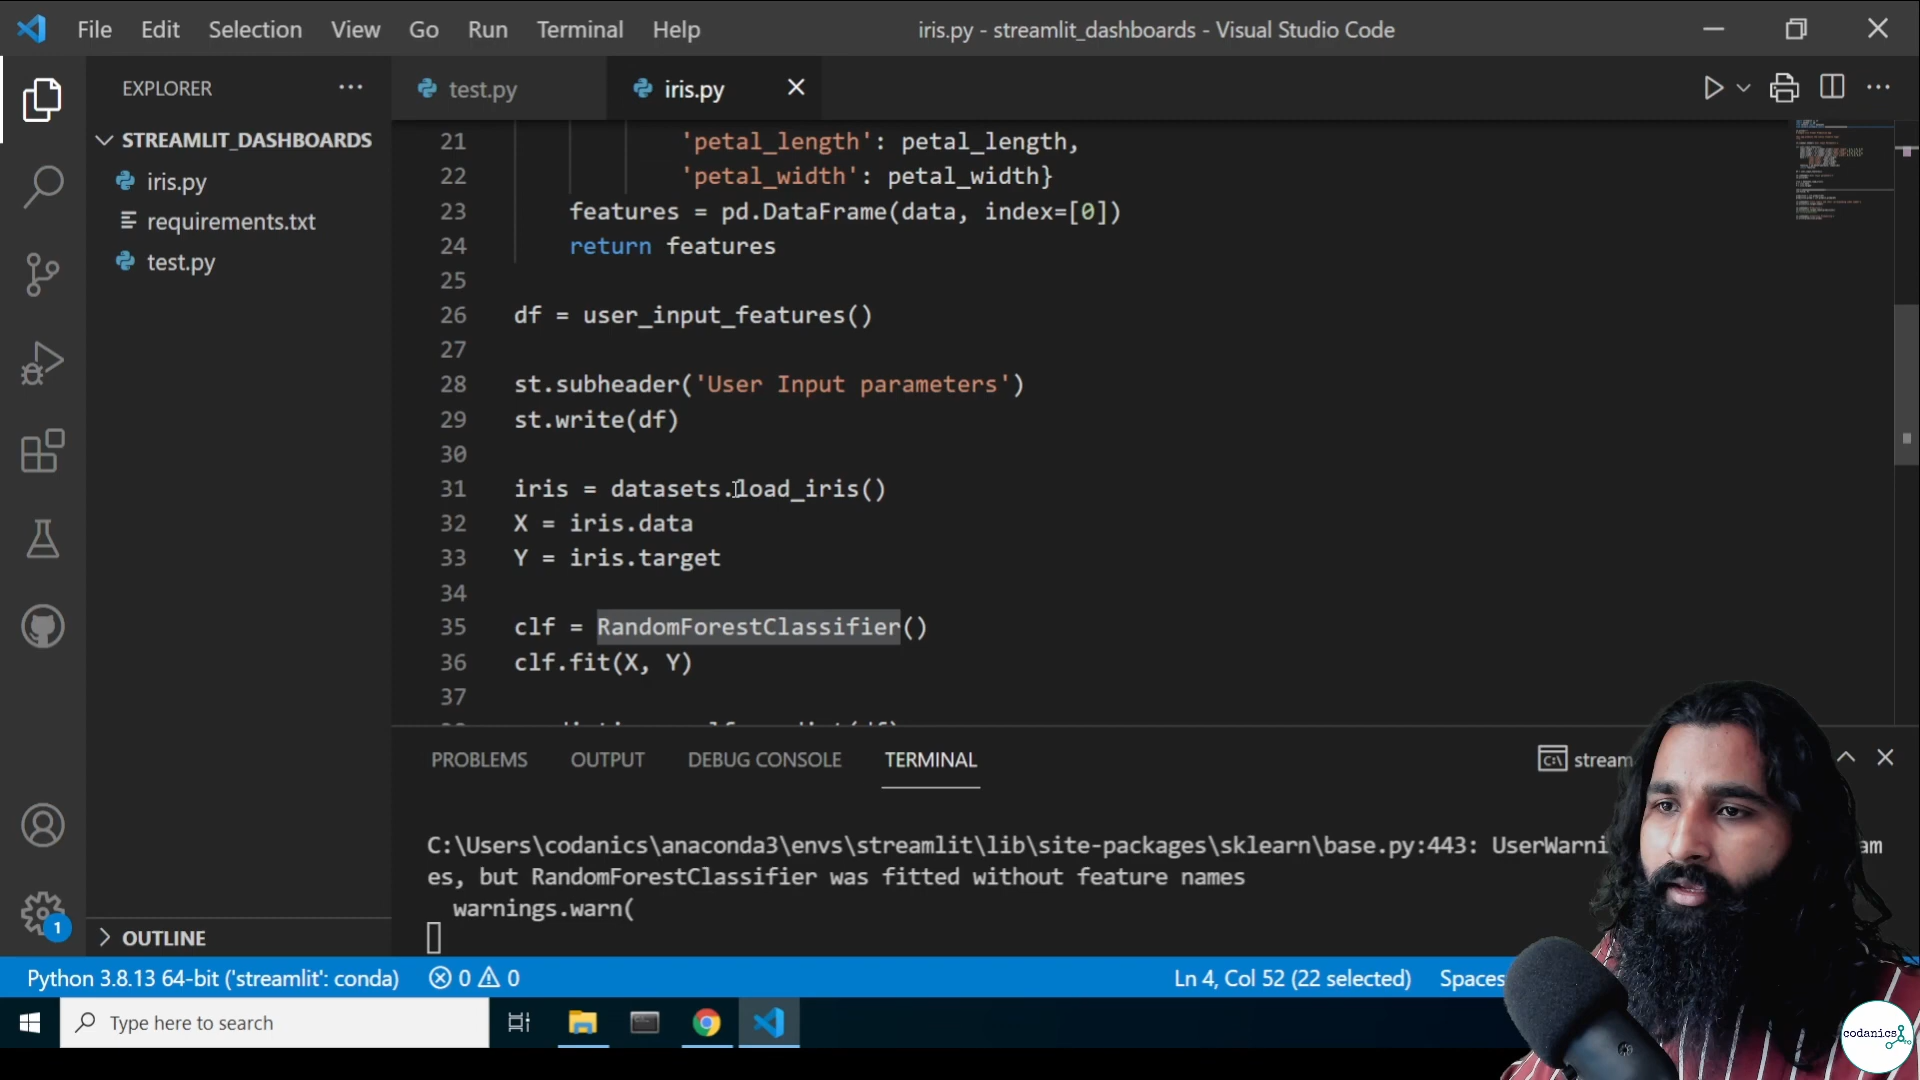 File Edit Selection View Go Run Terminal Help
iris.py - streamlit_dashboards - Visual Studio Code
EXPLORER
test.py
iris.py
STREAMLIT_DASHBOARDS
iris.py
requirements.txt
test.py
21 'petal_length': petal_length,
22 'petal_width': petal_width}
23 features = pd.DataFrame(data, index=[0])
24 return features
25
26 df = user_input_features()
27
28 st.subheader('User Input parameters')
29 st.write(df)
30
31 iris = datasets.load_iris()
32 X = iris.data
33 Y = iris.target
34
35 clf = RandomForestClassifier()
36 clf.fit(X, Y)
37
PROBLEMS OUTPUT DEBUG CONSOLE TERMINAL
stream
C:\Users\codanics\anaconda3\envs\streamlit\lib\site-packages\sklearn\base.py:443: UserWarni am
es, but RandomForestClassifier was fitted without feature names
warnings.warn(
OUTLINE
1
Python 3.8.13 64-bit ('streamlit': conda) 0 0 Ln 4, Col 52 (22 selected) Spaces
Type here to search
codanics